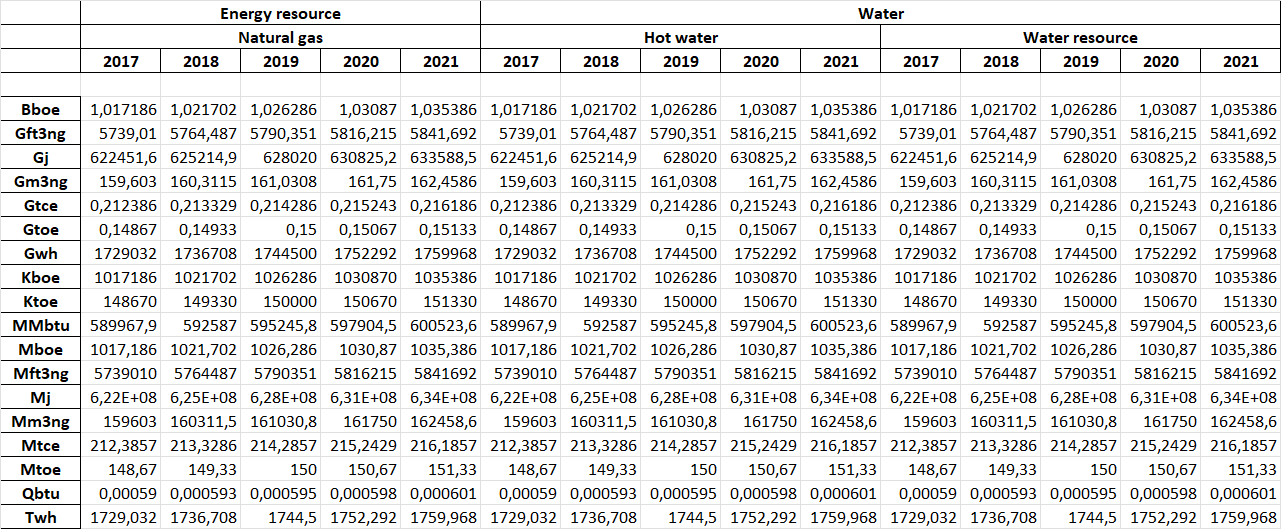 Energy resource Water
Natural gas Hot water Water resource
2017 2018 2019 2020 2021 2017 2018 2019 2020 2021 2017 2018 2019 2020 2021
Bboe 1,017186 1,021702 1,026286 1,03087 1,035386 1,017186 1,021702 1,026286 1,03087 1,035386 1,017186 1,021702 1,026286 1,03087 1,035386
Gft3ng 5739,01 5764,487 5790,351 5816,215 5841,692 5739,01 5764,487 5790,351 5816,215 5841,692 5739,01 5764,487 5790,351 5816,215 5841,692
Gj 622451,6 625214,9 628020 630825,2 633588,5 622451,6 625214,9 628020 630825,2 633588,5 622451,6 625214,9 628020 630825,2 633588,5
Gm3ng 159,603 160,3115 161,0308 161,75 162,4586 159,603 160,3115 161,0308 161,75 162,4586 159,603 160,3115 161,0308 161,75 162,4586
Gtce 0,212386 0,213329 0,214286 0,215243 0,216186 0,212386 0,213329 0,214286 0,215243 0,216186 0,212386 0,213329 0,214286 0,215243 0,216186
Gtoe 0,14867 0,14933 0,15 0,15067 0,15133 0,14867 0,14933 0,15 0,15067 0,15133 0,14867 0,14933 0,15 0,15067 0,15133
Gwh 1729032 1736708 1744500 1752292 1759968 1729032 1736708 1744500 1752292 1759968 1729032 1736708 1744500 1752292 1759968
Kboe 1017186 1021702 1026286 1030870 1035386 1017186 1021702 1026286 1030870 1035386 1017186 1021702 1026286 1030870 1035386
Ktoe 148670 149330 150000 150670 151330 148670 149330 150000 150670 151330 148670 149330 150000 150670 151330
MMbtu 589967,9 592587 595245,8 597904,5 600523,6 589967,9 592587 595245,8 597904,5 600523,6 589967,9 592587 595245,8 597904,5 600523,6
Mboe 1017,186 1021,702 1026,286 1030,87 1035,386 1017,186 1021,702 1026,286 1030,87 1035,386 1017,186 1021,702 1026,286 1030,87 1035,386
Mft3ng 5739010 5764487 5790351 5816215 5841692 5739010 5764487 5790351 5816215 5841692 5739010 5764487 5790351 5816215 5841692
Mj 6,22E+08 6,25E+08 6,28E+08 6,31E+08 6,34E+08 6,22E+08 6,25E+08 6,28E+08 6,31E+08 6,34E+08 6,22E+08 6,25E+08 6,28E+08 6,31E+08 6,34E+08
Mm3ng 159603 160311,5 161030,8 161750 162458,6 159603 160311,5 161030,8 161750 162458,6 159603 160311,5 161030,8 161750 162458,6
Mtce 212,3857 213,3286 214,2857 215,2429 216,1857 212,3857 213,3286 214,2857 215,2429 216,1857 212,3857 213,3286 214,2857 215,2429 216,1857
Mtoe 148,67 149,33 150 150,67 151,33 148,67 149,33 150 150,67 151,33 148,67 149,33 150 150,67 151,33
Qbtu 0,00059 0,000593 0,000595 0,000598 0,000601 0,00059 0,000593 0,000595 0,000598 0,000601 0,00059 0,000593 0,000595 0,000598 0,000601
Twh 1729,032 1736,708 1744,5 1752,292 1759,968 1729,032 1736,708 1744,5 1752,292 1759,968 1729,032 1736,708 1744,5 1752,292 1759,968